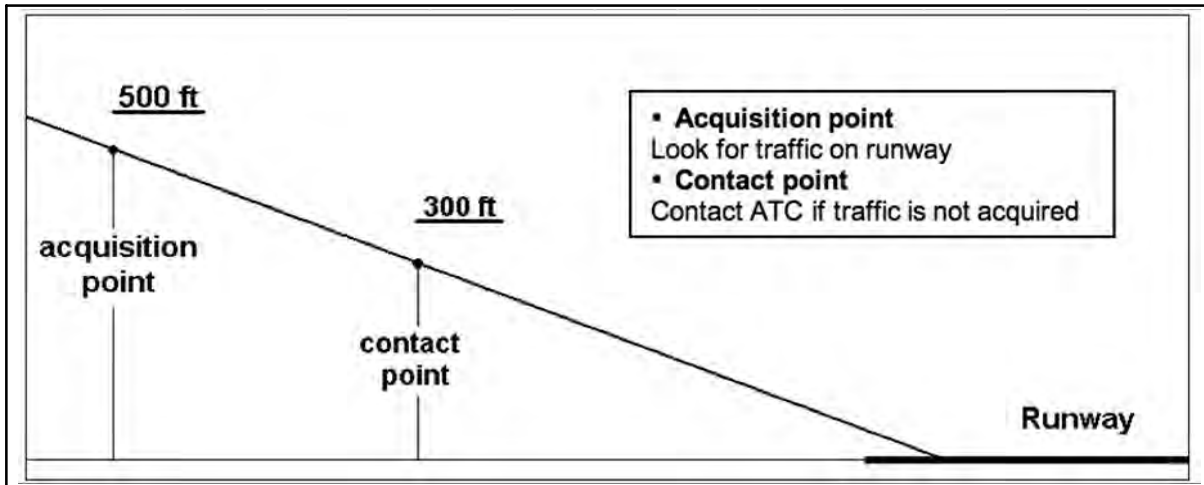 500 ft
▪ Acquisition point
Look for traffic on runway
▪ Contact point
Contact ATC if traffic is not acquired
300 ft
acquisition
point
contact
point
Runway